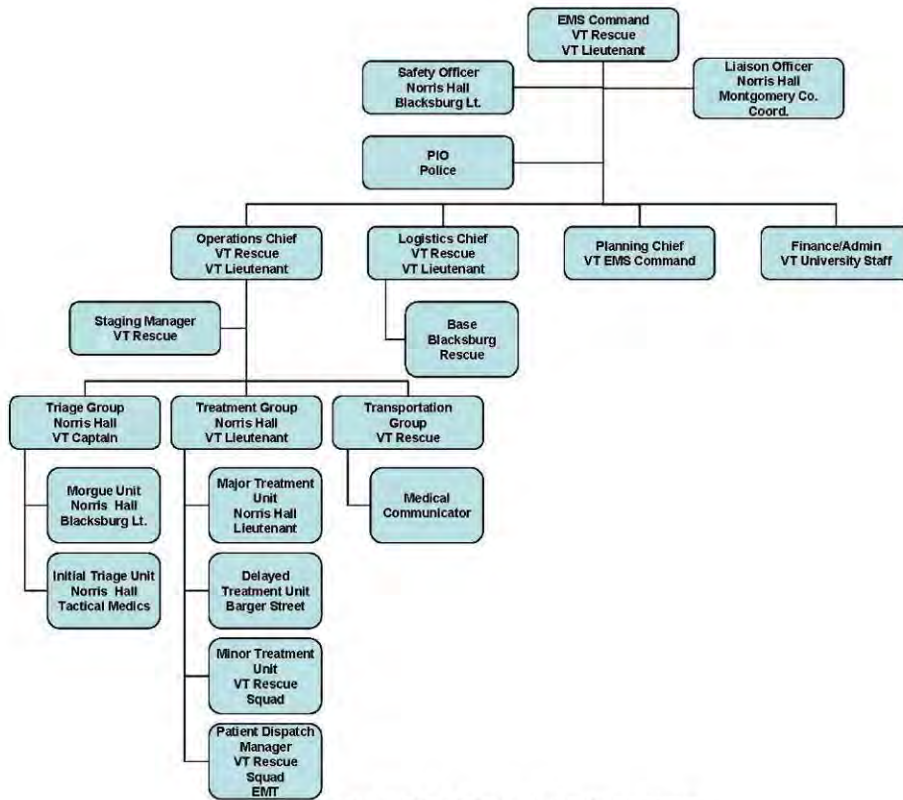 EMS Command
VT Rescue
VT Lieutenant
Safety Officer
Norris Hall
Blacksburg Lt.
Liaison Officer
Norris Hall
Montgomery Co.
Coord.
PIO
Police
Operations Chief
VT Rescue
VT Lieutenant
Logistics Chief
VT Rescue
VT Lieutenant
Planning Chief
VT EMS Command
Finance/Admin
VT University Staff
Staging Manager
VT Rescue
Base
Blacksburg
Rescue
Triage Group
Norris Hall
VT Captain
Treatment Group
Norris Hall
VT Lieutenant
Transportation
Group
VT Rescue
Morgue Unit
Norris Hall
Blacksburg Lt.
Major Treatment
Unit
Norris Hall
Lieutenant
Medical
Communicator
Initial Triage Unit
Norris Hall
Tactical Medics
Delayed
Treatment Unit
Barger Street
Minor Treatment
Unit
VT Rescue
Squad
Patient Dispatch
Manager
VT Rescue
Squad
EMT